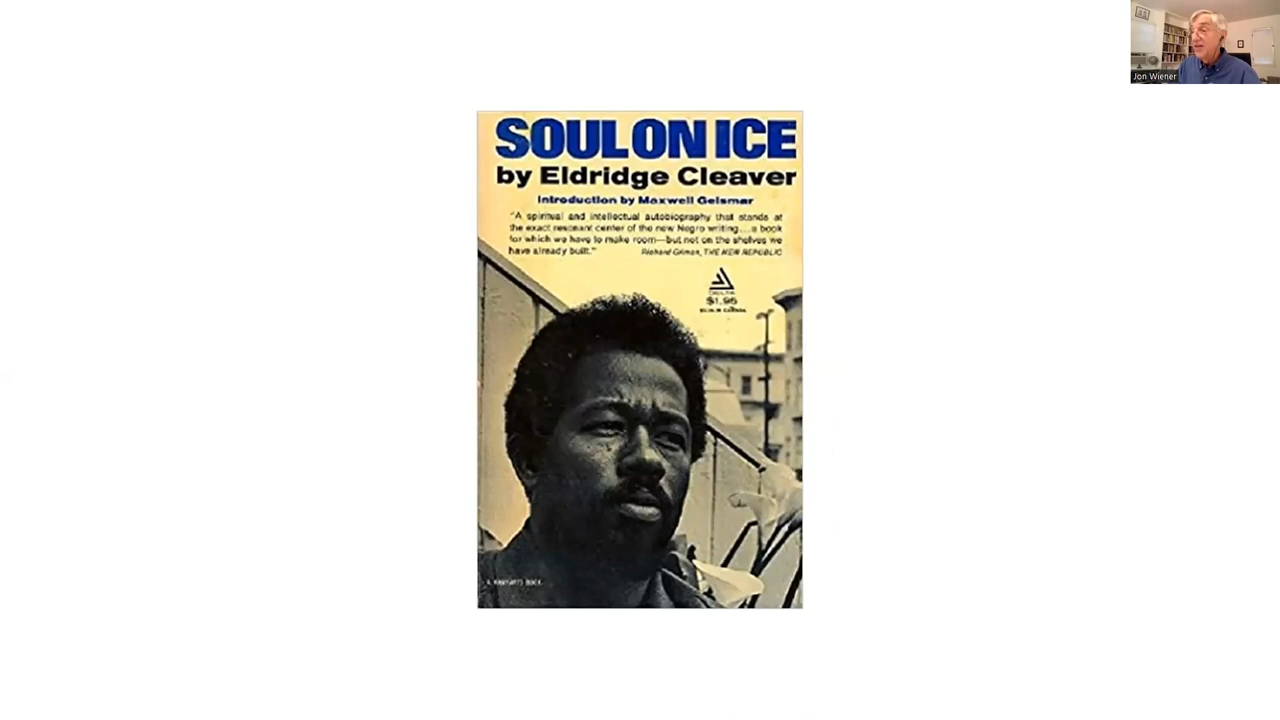 Jon Wiener
SOUL ON ICE
by Eldridge Cleaver
Introduction by Maxwell Geismar
"A spiritual and intellectual autobiography that stands at
the exact resonant center of the new Negro writing....a book
for which we have to make room—but not on the shelves we
have already built." Richard Gilman, THE NEW REPUBLIC
$1.95
A RAMPARTS BOOK